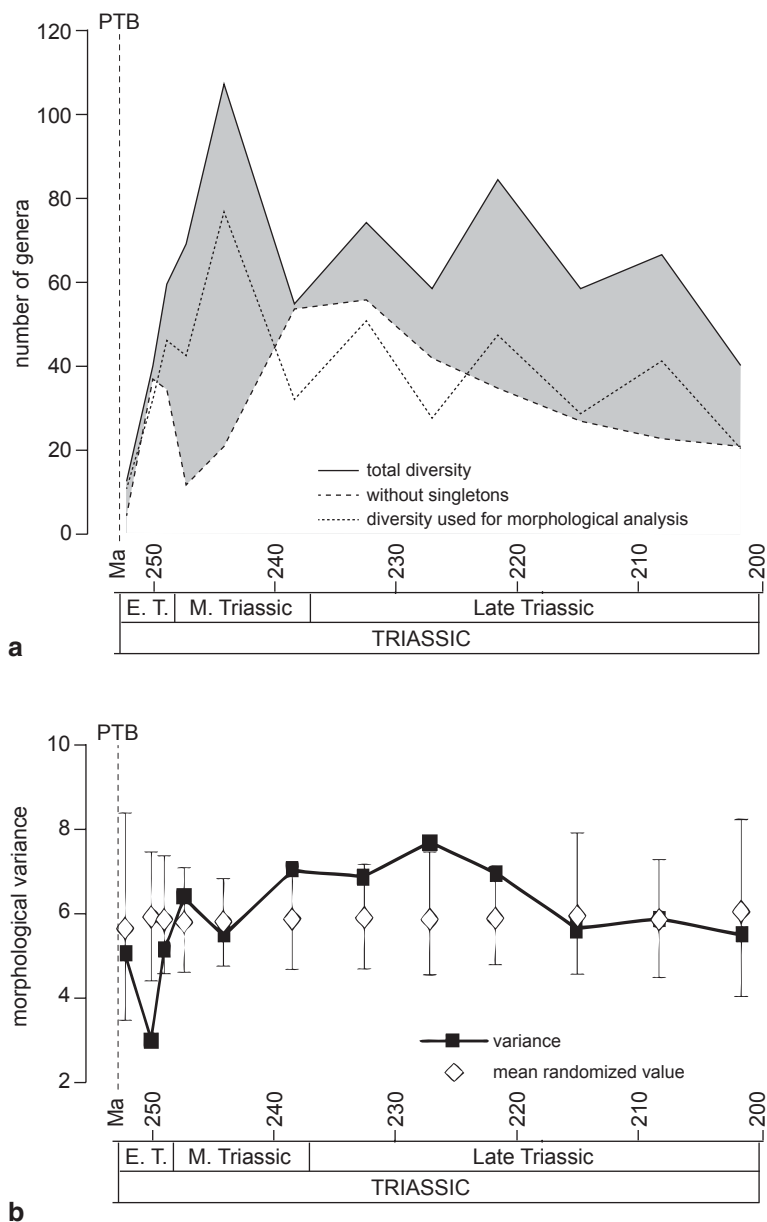 PTB
120
100
80
60
40
20
0
number of genera
total diversity
without singletons
diversity used for morphological analysis
Ma 250 240 230 220 210 200
E. T. M. Triassic Late Triassic
TRIASSIC
a
PTB
10
8
6
4
2
morphological variance
variance
mean randomized value
Ma 250 240 230 220 210 200
E. T. M. Triassic Late Triassic
TRIASSIC
b